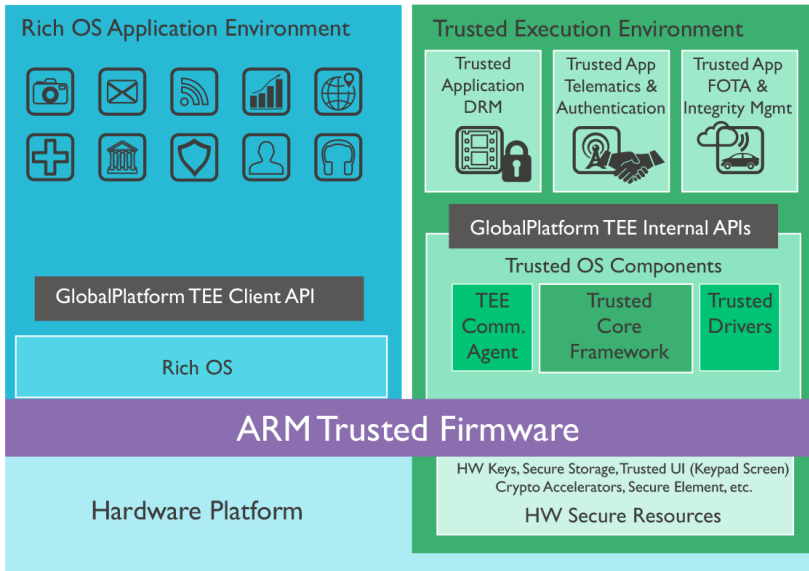 Rich OS Application Environment
GlobalPlatform TEE Client API
Rich OS
Trusted Execution Environment
Trusted
Application
DRM
Trusted App
Telematics &
Authentication
Trusted App
FOTA &
Integrity Mgmt
GlobalPlatform TEE Internal APIs
Trusted OS Components
TEE
Comm.
Agent
Trusted
Core
Framework
Trusted
Drivers
ARM Trusted Firmware
Hardware Platform
HW Keys, Secure Storage, Trusted UI (Keypad Screen)
Crypto Accelerators, Secure Element, etc.
HW Secure Resources